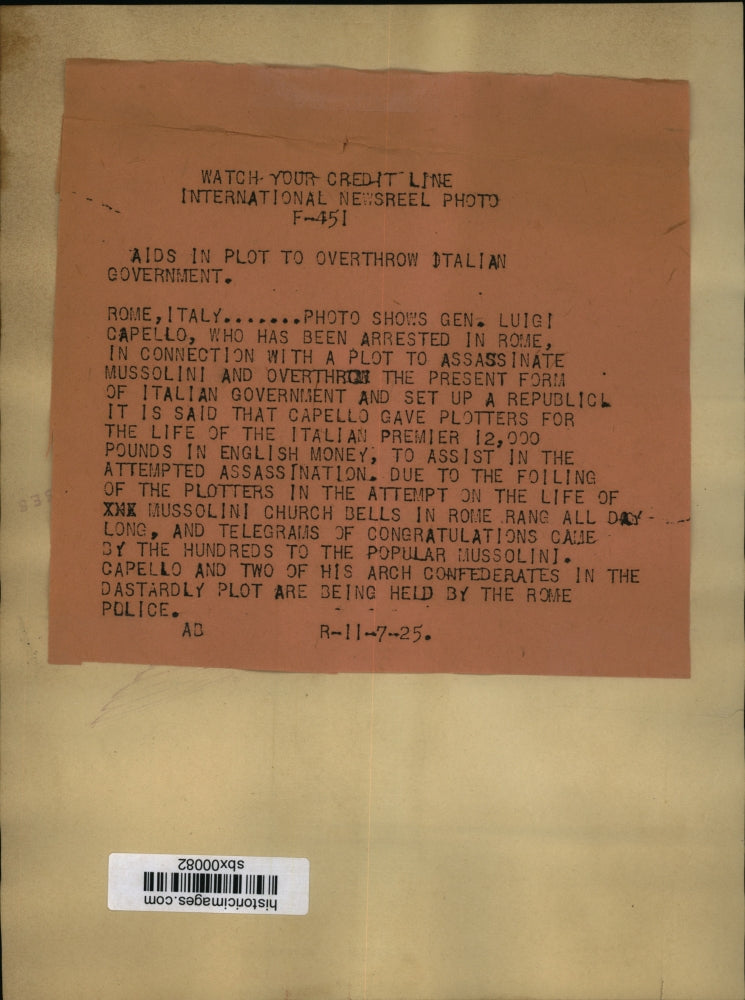 WATCH YOUR CREDIT LINE
INTERNATIONAL NEWSREEL PHOTO
F-451
AIDS IN PLOT TO OVERTHROW ITALIAN
GOVERNMENT.
ROME, ITALY.......PHOTO SHOWS GEN. LUIGI
CAPELLO, WHO HAS BEEN ARRESTED IN ROME,
IN CONNECTION WITH A PLOT TO ASSASSINATE
MUSSOLINI AND OVERTHROW THE PRESENT FORM
OF ITALIAN GOVERNMENT AND SET UP A REPUBLIC.
IT IS SAID THAT CAPELLO GAVE PLOTTERS FOR
THE LIFE OF THE ITALIAN PREMIER 12,000
POUNDS IN ENGLISH MONEY, TO ASSIST IN THE
ATTEMPTED ASSASSINATION. DUE TO THE FOILING
OF THE PLOTTERS IN THE ATTEMPT ON THE LIFE OF
XXX MUSSOLINI CHURCH BELLS IN ROME RANG ALL DAY
LONG, AND TELEGRAMS OF CONGRATULATIONS CAME
BY THE HUNDREDS TO THE POPULAR MUSSOLINI.
CAPELLO AND TWO OF HIS ARCH CONFEDERATES IN THE
DASTARDLY PLOT ARE BEING HELD BY THE ROME
POLICE.
AB R-11-7-25.
historicimages.com
sbx00082